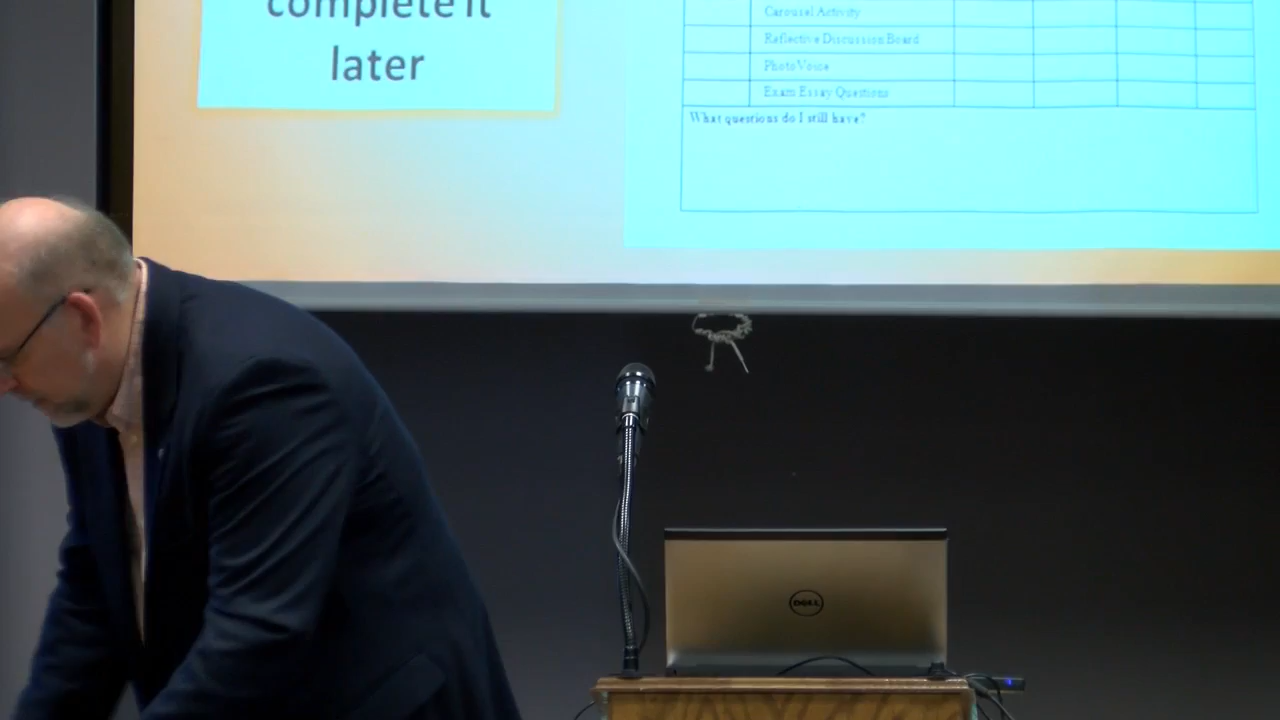 complete it
later
Carousel Activity
Reflective Discussion Board
PhotoVoice
Exam Essay Questions
What questions do I still have?
DELL